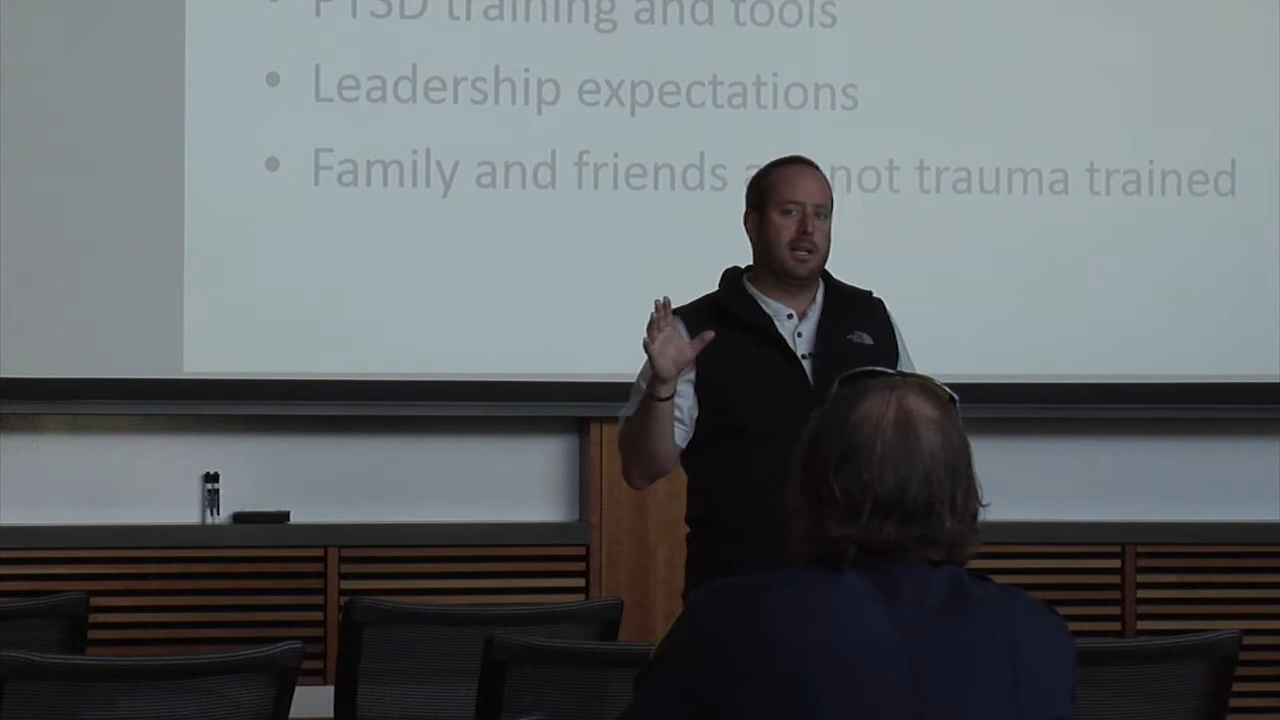 • PTSD training and tools
• Leadership expectations
• Family and friends not trauma trained